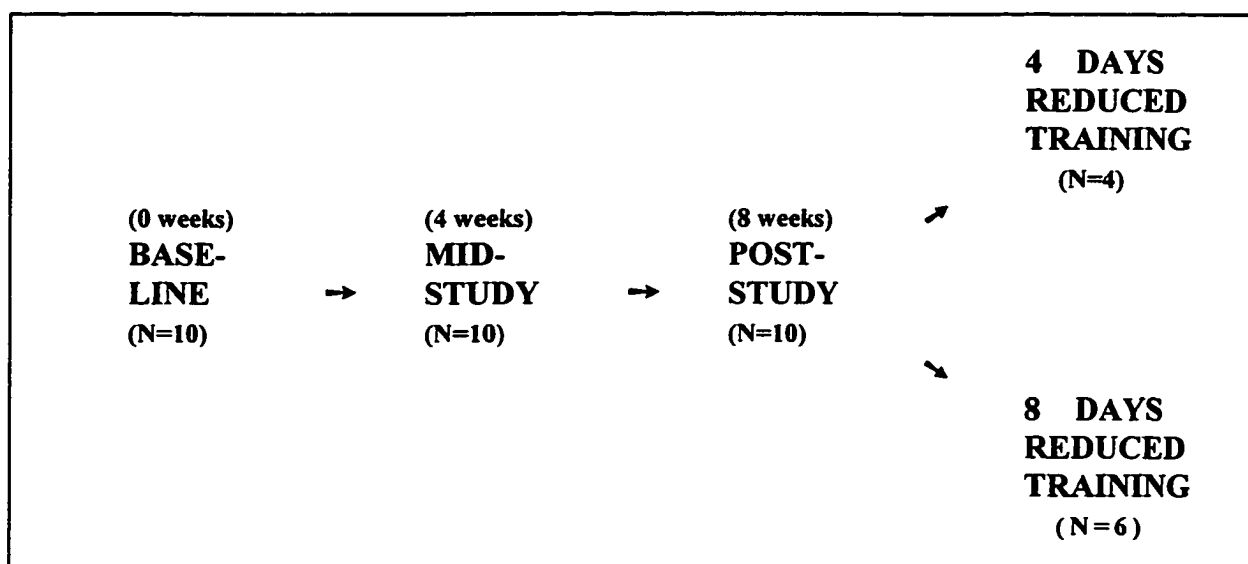 (0 weeks)
BASE-
LINE
(N=10)
→
(4 weeks)
MID-
STUDY
(N=10)
→
(8 weeks)
POST-
STUDY
(N=10)
4 DAYS
REDUCED
TRAINING
(N=4)
8 DAYS
REDUCED
TRAINING
(N=6)